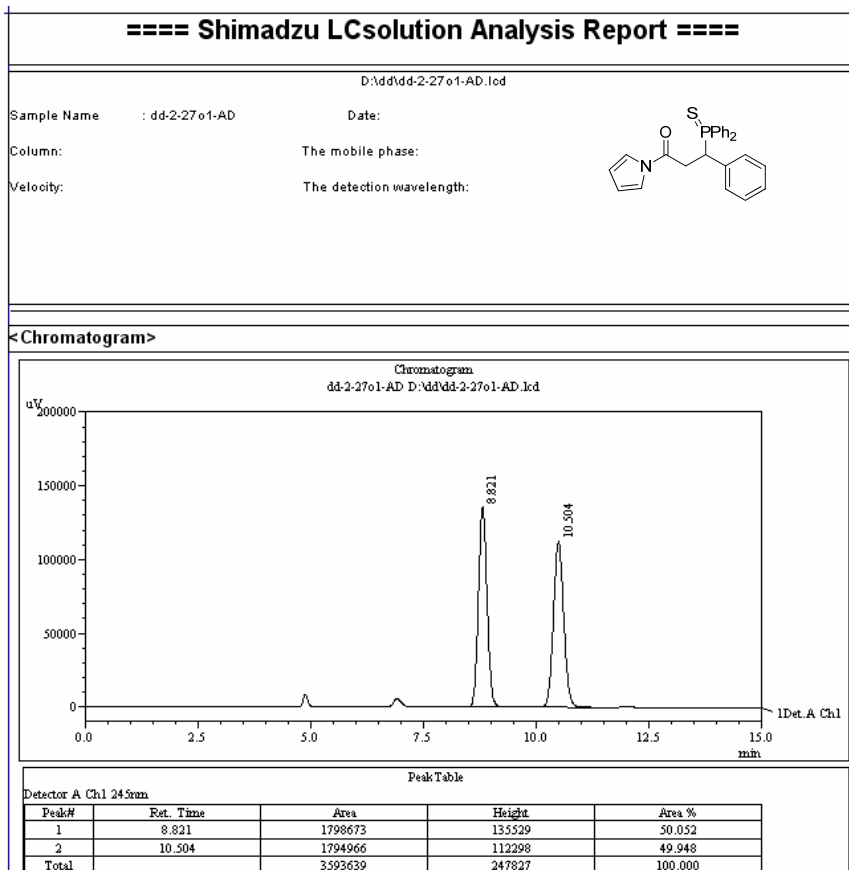 ==== Shimadzu LCsolution Analysis Report ====
D:\dd\dd-2-27o1-AD.lcd
Sample Name : dd-2-27o1-AD Date:
Column: The mobile phase:
Velocity: The detection wavelength:
S
O PPh2
N
<Chromatogram>
Chromatogram
dd-2-27o1-AD D:\dd\dd-2-27o1-AD.lcd
uV
200000
150000
100000
50000
0
8.821
10.504
1Det.A Ch1
0.0 2.5 5.0 7.5 10.0 12.5 15.0
min
PeakTable
Detector A Ch1 245nm
Peak# Ret. Time Area Height Area %
1 8.821 1798673 135529 50.052
2 10.504 1794966 112298 49.948
Total 3593639 247827 100.000